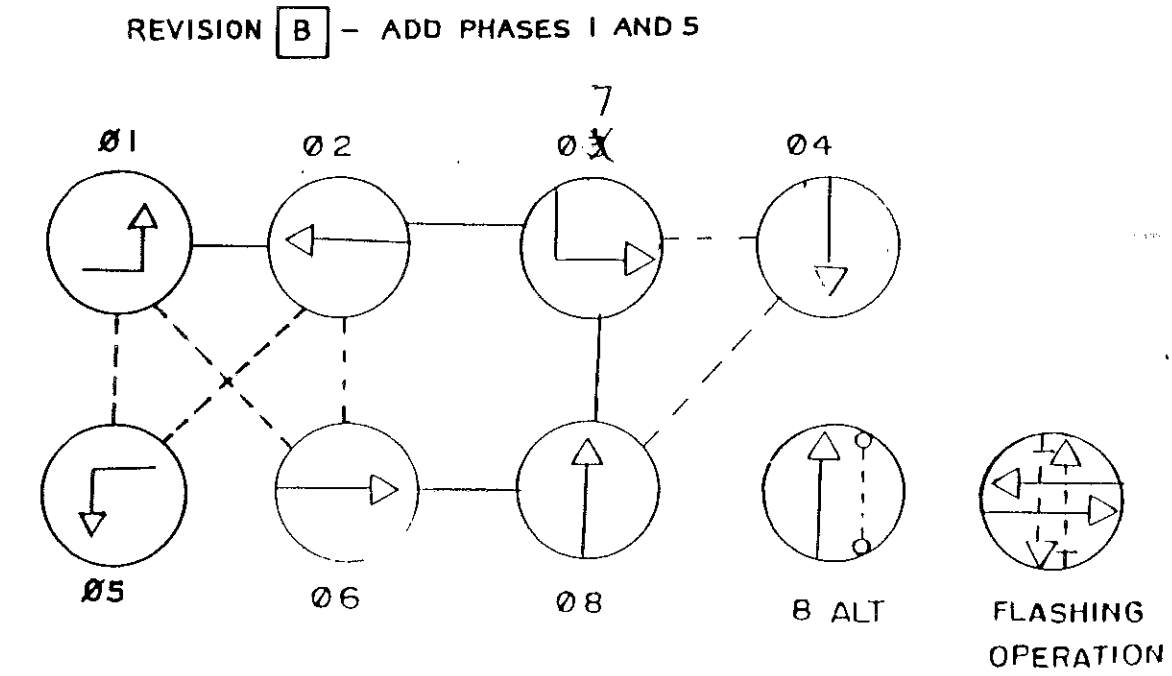 REVISION B - ADD PHASES 1 AND 5
7
Ø1 Ø2 Ø3 Ø4
Ø5 Ø6 Ø8 8 ALT FLASHING
OPERATION